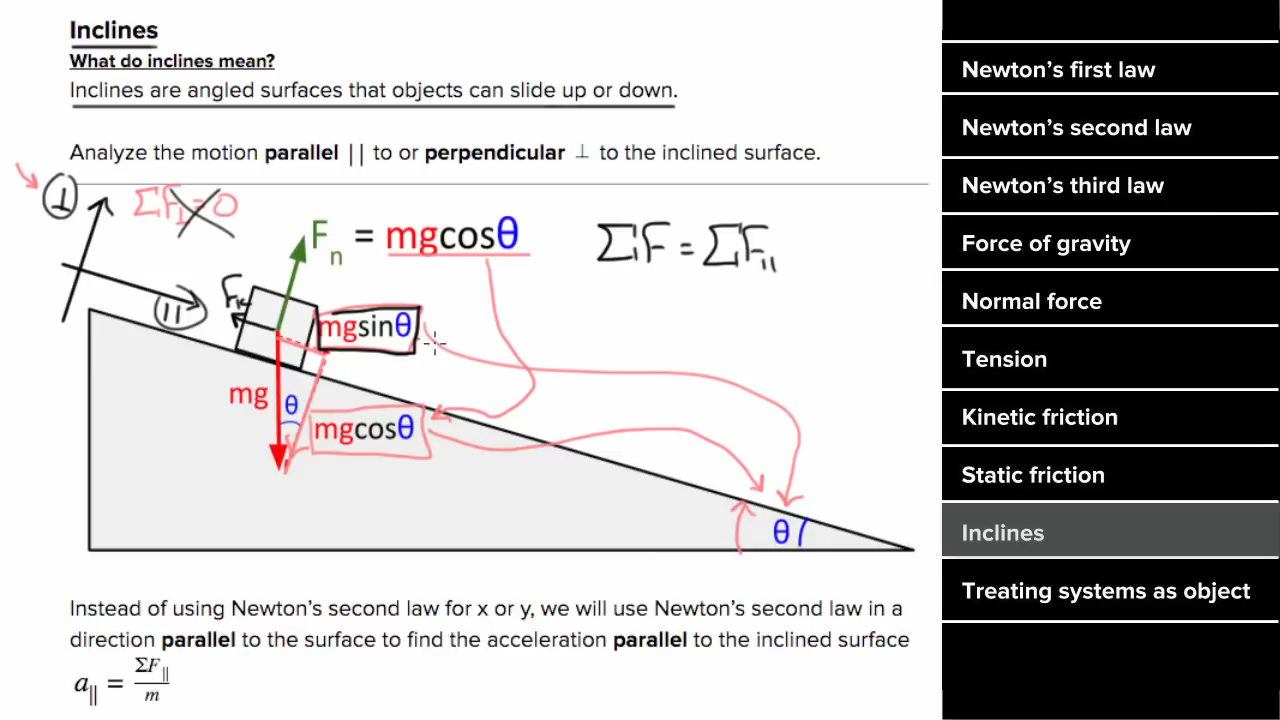 Inclines
What do inclines mean?
Inclines are angled surfaces that objects can slide up or down.
Analyze the motion parallel || to or perpendicular ⊥ to the inclined surface.
⊥
ΣF⊥=0
Fn = mgcosθ
ΣF = ΣF||
||
Fk
mgsinθ
mg
θ
mgcosθ
θ
Instead of using Newton's second law for x or y, we will use Newton's second law in a
direction parallel to the surface to find the acceleration parallel to the inclined surface
a|| = ΣF|| / m
Newton's first law
Newton's second law
Newton's third law
Force of gravity
Normal force
Tension
Kinetic friction
Static friction
Inclines
Treating systems as object